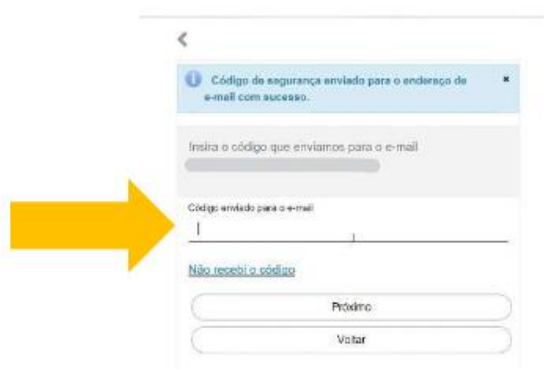 Código de segurança enviado para o endereço de
e-mail com sucesso.
Insira o código que enviamos para o e-mail
Código enviado para o e-mail
Não recebi o código
Próximo
Voltar